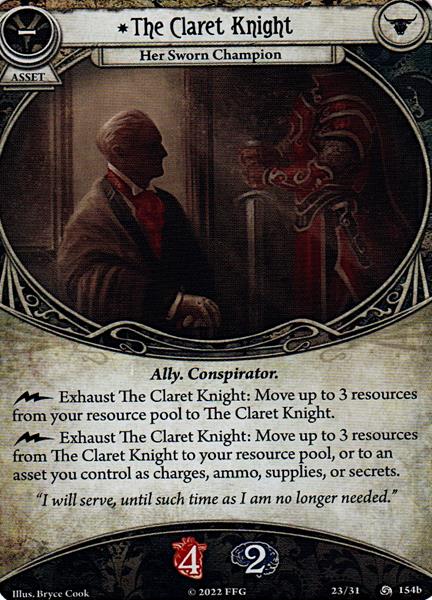 The Claret Knight
Her Sworn Champion
ASSET
Ally. Conspirator.
Exhaust The Claret Knight: Move up to 3 resources
from your resource pool to The Claret Knight.
Exhaust The Claret Knight: Move up to 3 resources
from The Claret Knight to your resource pool, or to an
asset you control as charges, ammo, supplies, or secrets.
“I will serve, until such time as I am no longer needed.”
4 2
Illus. Bryce Cook © 2022 FFG 23/31 154b